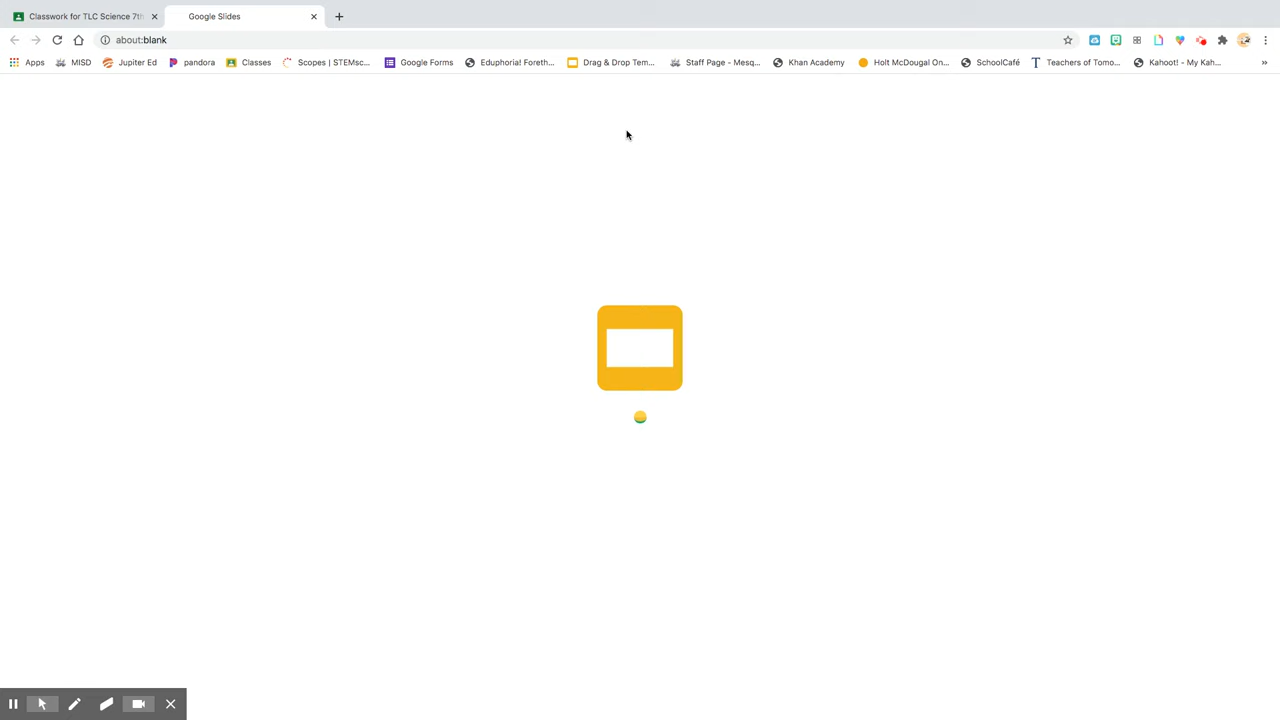 Classwork for TLC Science 7th
Google Slides
about:blank
Apps MISD Jupiter Ed pandora Classes Scopes | STEMsc... Google Forms Eduphoria! Foreth... Drag & Drop Tem... Staff Page - Mesq... Khan Academy Holt McDougal On... SchoolCafé Teachers of Tomo... Kahoot! - My Kah... »